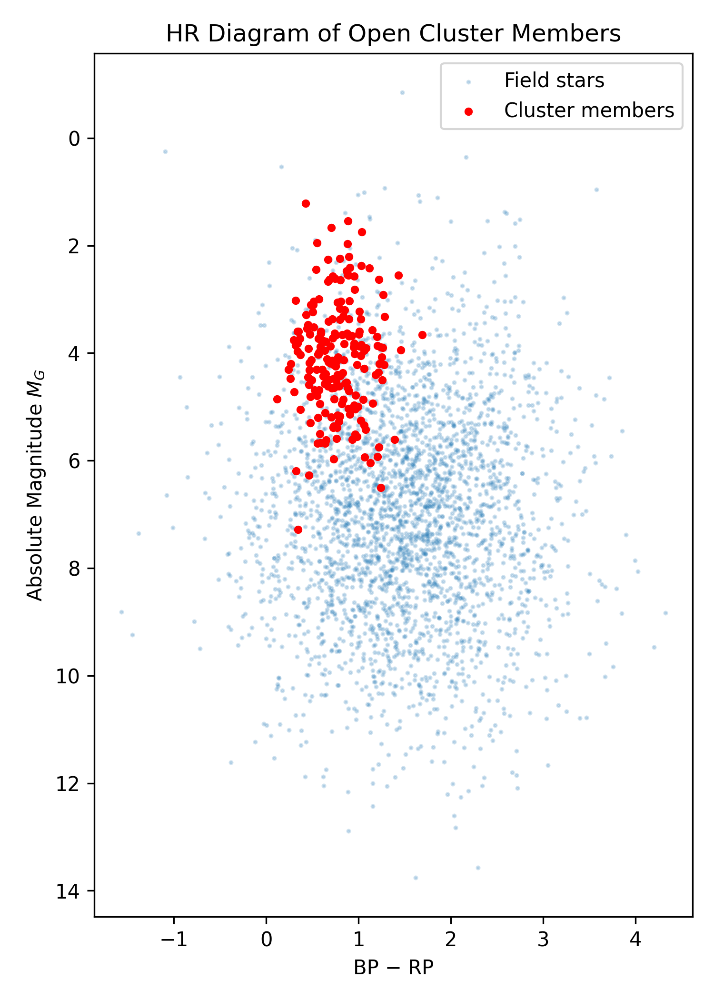 HR Diagram of Open Cluster Members
Field stars
Cluster members
0
2
4
6
8
10
12
14
Absolute Magnitude M_G
−1
0
1
2
3
4
BP − RP